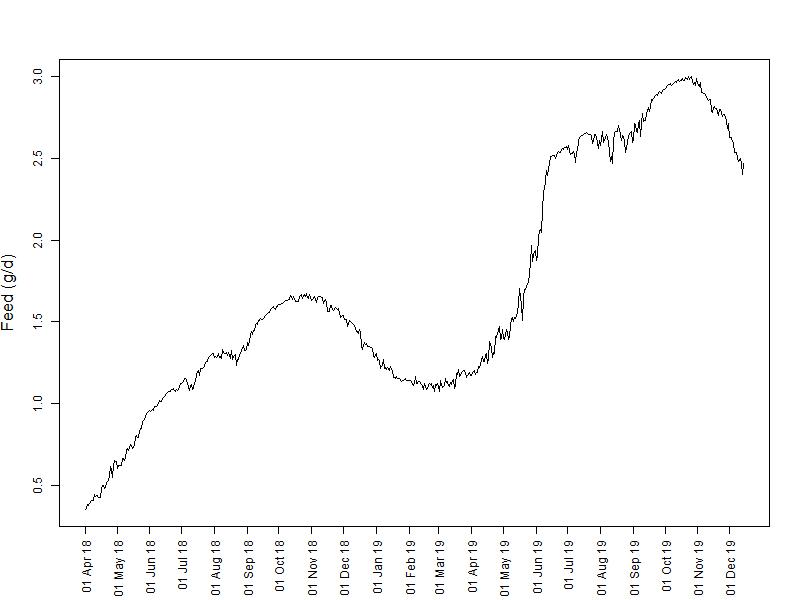 Feed (g/d)
3.0
2.5
2.0
1.5
1.0
0.5
01 Apr 18
01 May 18
01 Jun 18
01 Jul 18
01 Aug 18
01 Sep 18
01 Oct 18
01 Nov 18
01 Dec 18
01 Jan 19
01 Feb 19
01 Mar 19
01 Apr 19
01 May 19
01 Jun 19
01 Jul 19
01 Aug 19
01 Sep 19
01 Oct 19
01 Nov 19
01 Dec 19